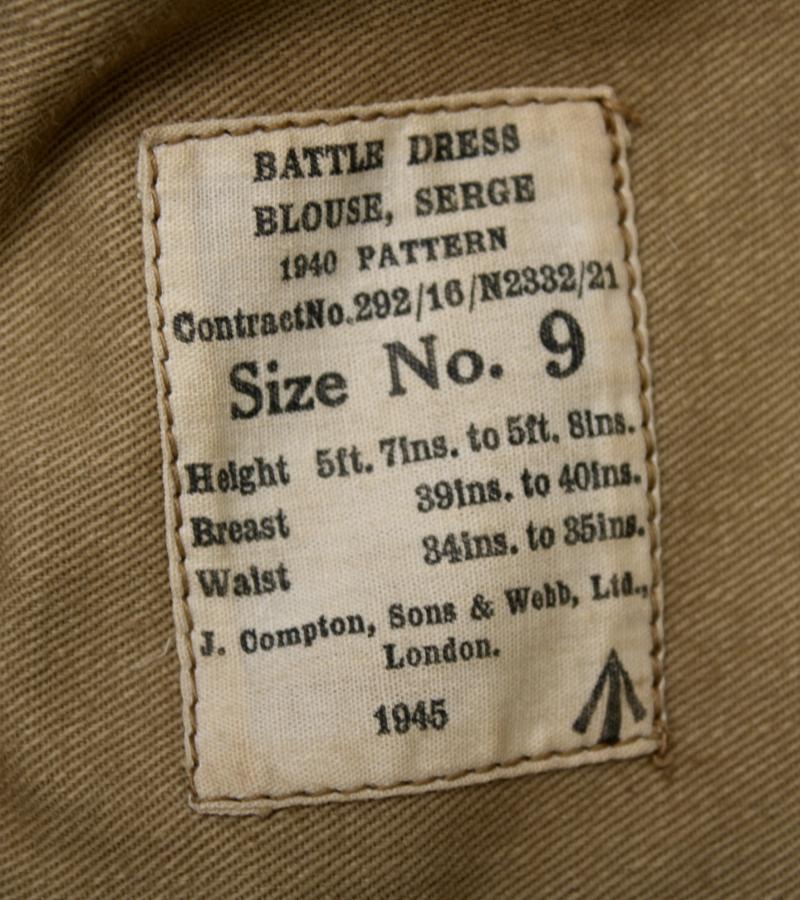 BATTLE DRESS
BLOUSE, SERGE
1940 PATTERN
ContractNo.292/16/N2332/21
Size No. 9
Height 5ft. 7ins. to 5ft. 8ins.
Breast 39ins. to 40ins.
Waist 34ins. to 35ins.
J. Compton, Sons & Webb, Ltd.,
London.
1945